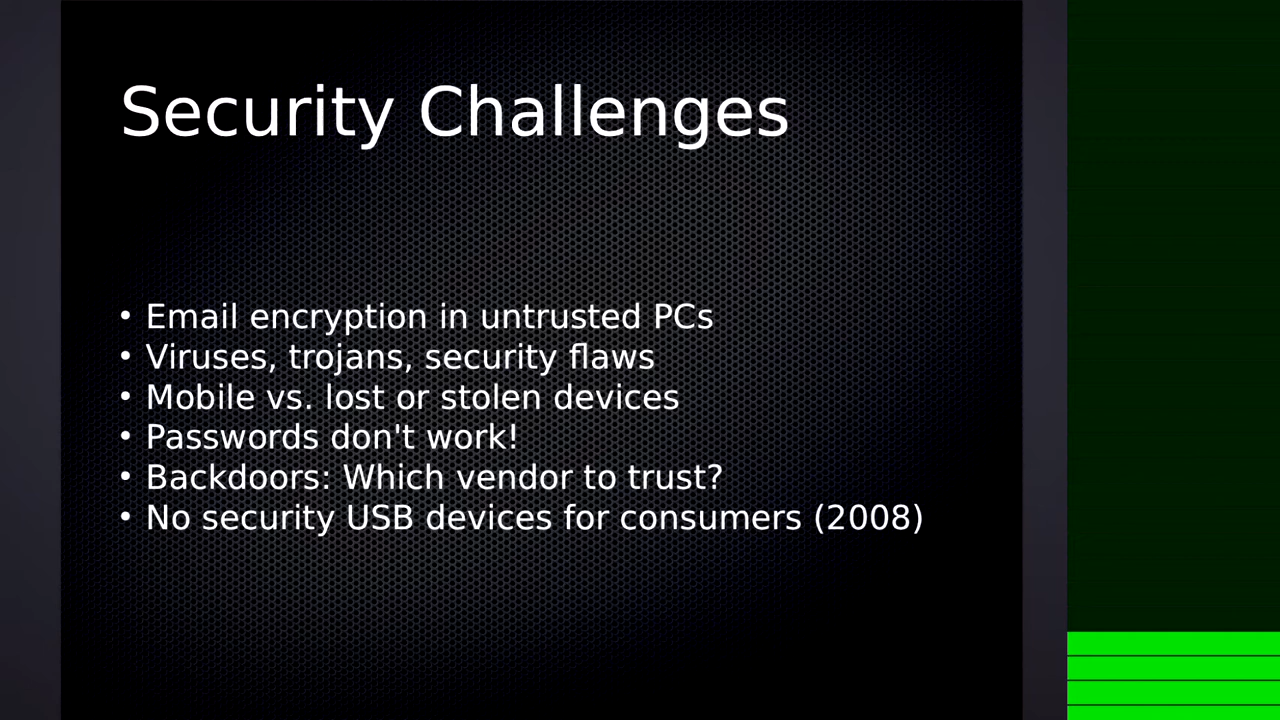 Security Challenges
• Email encryption in untrusted PCs
• Viruses, trojans, security flaws
• Mobile vs. lost or stolen devices
• Passwords don't work!
• Backdoors: Which vendor to trust?
• No security USB devices for consumers (2008)